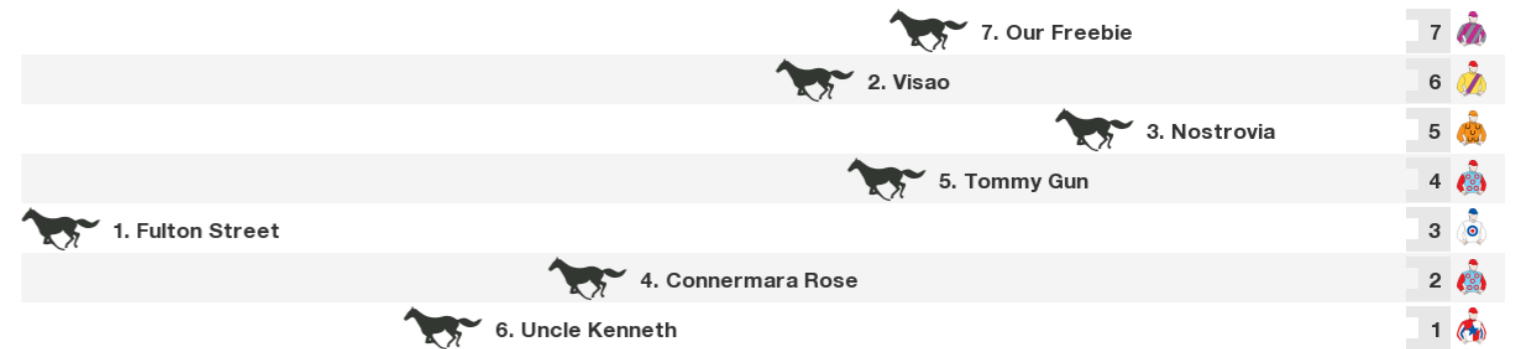 7. Our Freebie 7
2. Visao 6
3. Nostrovia 5
5. Tommy Gun 4
1. Fulton Street 3
4. Connermara Rose 2
6. Uncle Kenneth 1